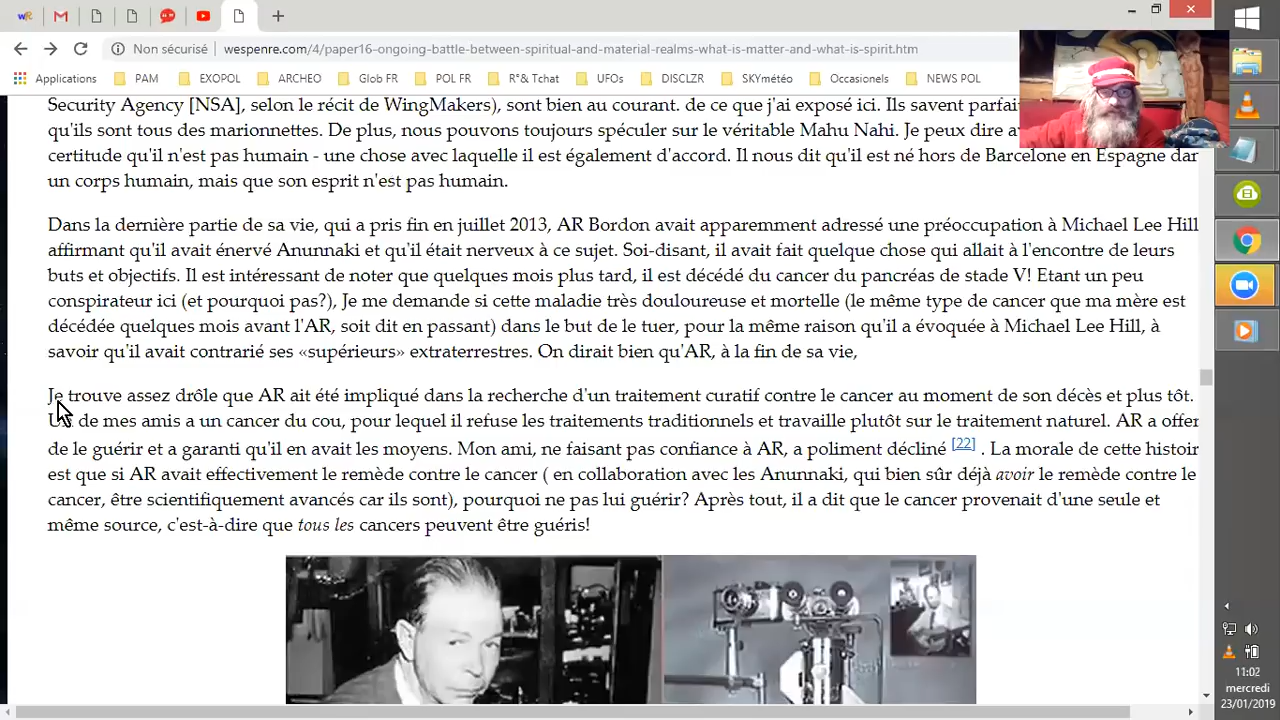 Non sécurisé
wespenre.com/4/paper16-ongoing-battle-between-spiritual-and-material-realms-what-is-matter-and-what-is-spirit.htm
Applications PAM EXOPOL ARCHEO Glob FR POL FR R°& Tchat UFOs DISCLZR SKYmétéo Occasionels NEWS POL
Security Agency [NSA], selon le récit de WingMakers), sont bien au courant. de ce que j'ai exposé ici. Ils savent
qu'ils sont tous des marionnettes. De plus, nous pouvons toujours spéculer sur le véritable Mahu Nahi. Je peux dire
certitude qu'il n'est pas humain - une chose avec laquelle il est également d'accord. Il nous dit qu'il est né hors de Barcelone en Espagne
un corps humain, mais que son esprit n'est pas humain.
Dans la dernière partie de sa vie, qui a pris fin en juillet 2013, AR Bordon avait apparemment adressé une préoccupation à Michael Lee Hill
affirmant qu'il avait énervé Anunnaki et qu'il était nerveux à ce sujet. Soi-disant, il avait fait quelque chose qui allait à l'encontre de leurs
buts et objectifs. Il est intéressant de noter que quelques mois plus tard, il est décédé du cancer du pancréas de stade V! Etant un peu
conspirateur ici (et pourquoi pas?), Je me demande si cette maladie très douloureuse et mortelle (le même type de cancer que ma mère est
décédée quelques mois avant l'AR, soit dit en passant) dans le but de le tuer, pour la même raison qu'il a évoquée à Michael Lee Hill, à
savoir qu'il avait contrarié ses «supérieurs» extraterrestres. On dirait bien qu'AR, à la fin de sa vie,
Je trouve assez drôle que AR ait été impliqué dans la recherche d'un traitement curatif contre le cancer au moment de son décès et plus tôt.
Un de mes amis a un cancer du cou, pour lequel il refuse les traitements traditionnels et travaille plutôt sur le traitement naturel. AR a
de le guérir et a garanti qu'il en avait les moyens. Mon ami, ne faisant pas confiance à AR, a poliment décliné [22] . La morale de cette
est que si AR avait effectivement le remède contre le cancer ( en collaboration avec les Anunnaki, qui bien sûr déjà avoir le remède contre le
cancer, être scientifiquement avancés car ils sont), pourquoi ne pas lui guérir? Après tout, il a dit que le cancer provenait d'une seule et
même source, c'est-à-dire que tous les cancers peuvent être guéris!
11:02
mercredi
23/01/2019